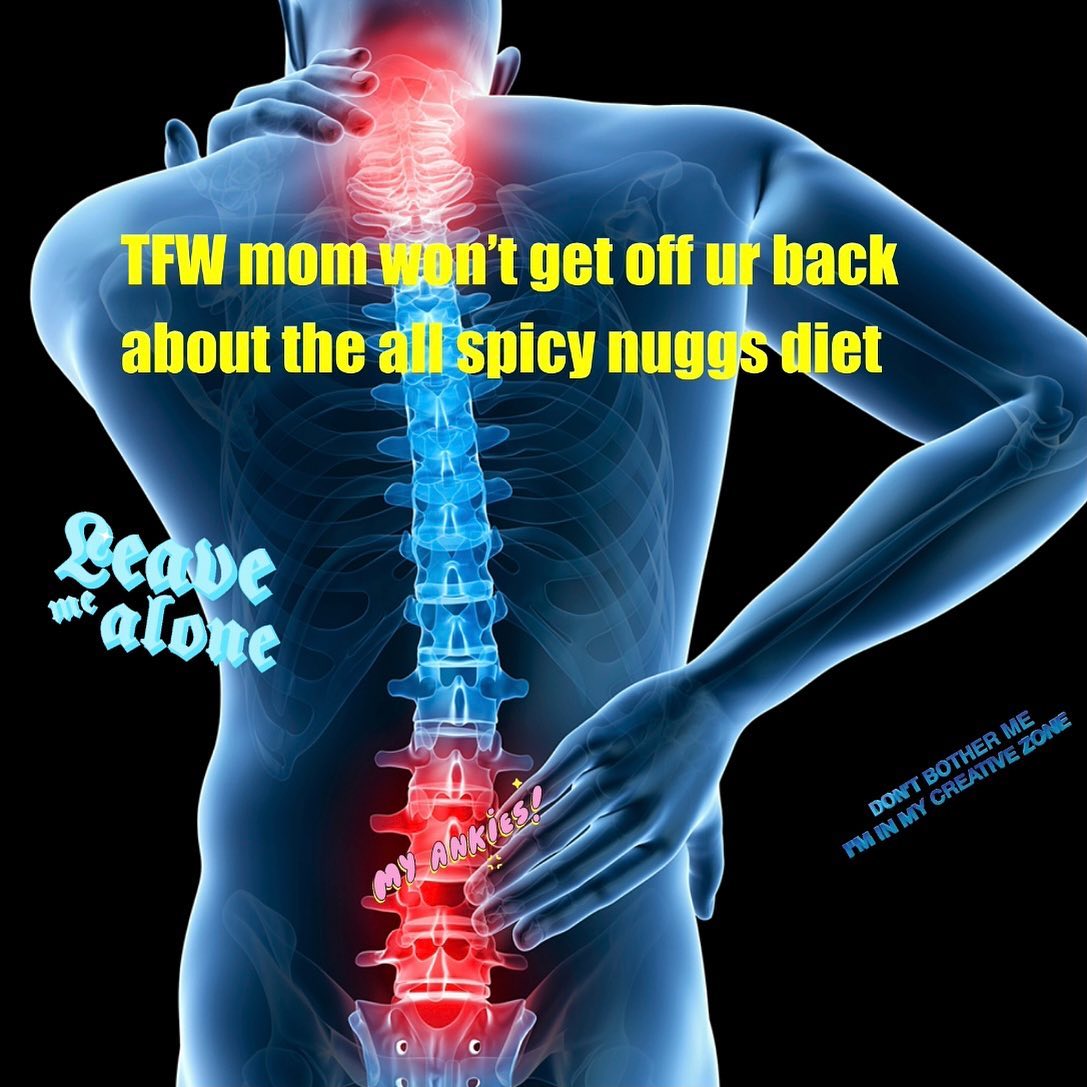 TFW mom won’t get off ur back
about the all spicy nuggs diet
Leave
me alone
DON'T BOTHER ME
I'M IN MY CREATIVE ZONE
MY ANKIES!